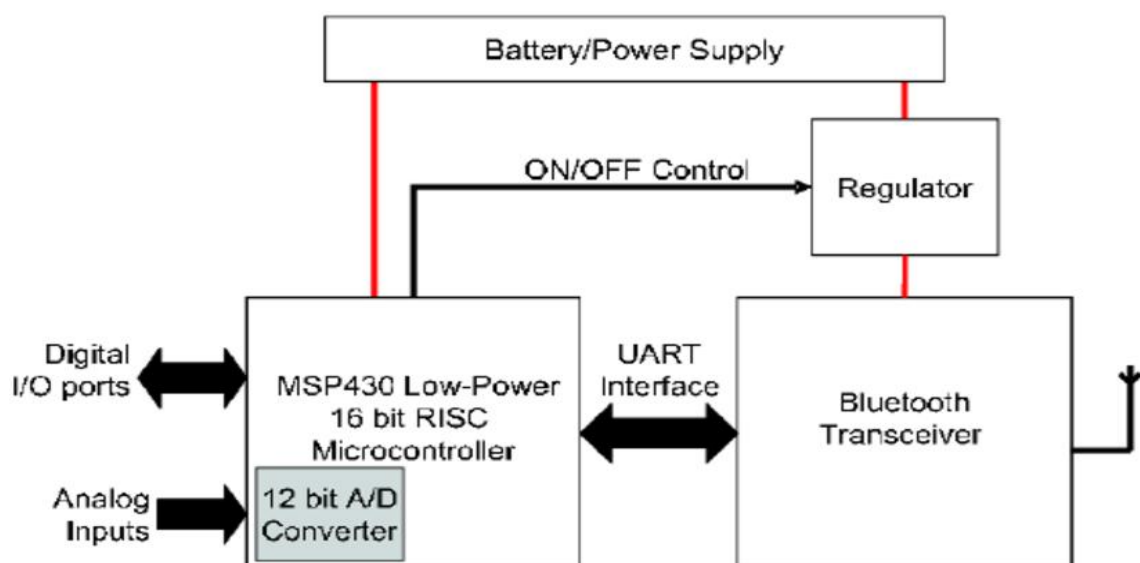 Battery/Power Supply
ON/OFF Control
Regulator
Digital
I/O ports
MSP430 Low-Power
16 bit RISC
Microcontroller
UART
Interface
Bluetooth
Transceiver
Analog
Inputs
12 bit A/D
Converter